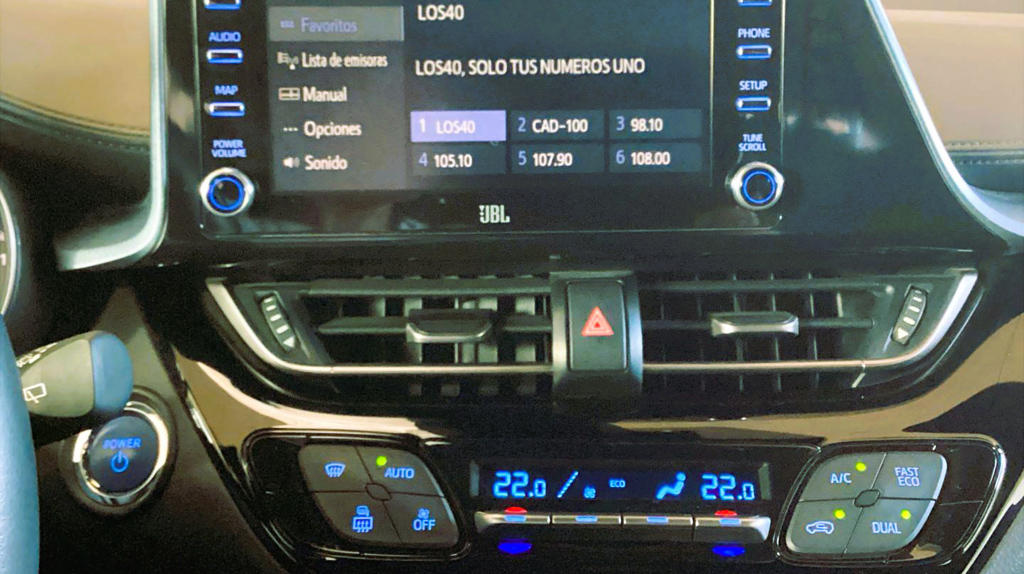 LOS40
Favoritos
AUDIO
PHONE
Lista de emisoras
LOS40, SOLO TUS NUMEROS UNO
MAP
SETUP
Manual
1 LOS40
2 CAD-100
3 98.10
Opciones
POWER
VOLUME
TUNE
SCROLL
4 105.10
5 107.90
6 108.00
Sonido
JBL
POWER
AUTO
OFF
22.0
ECO
22.0
A/C
FAST
ECO
DUAL